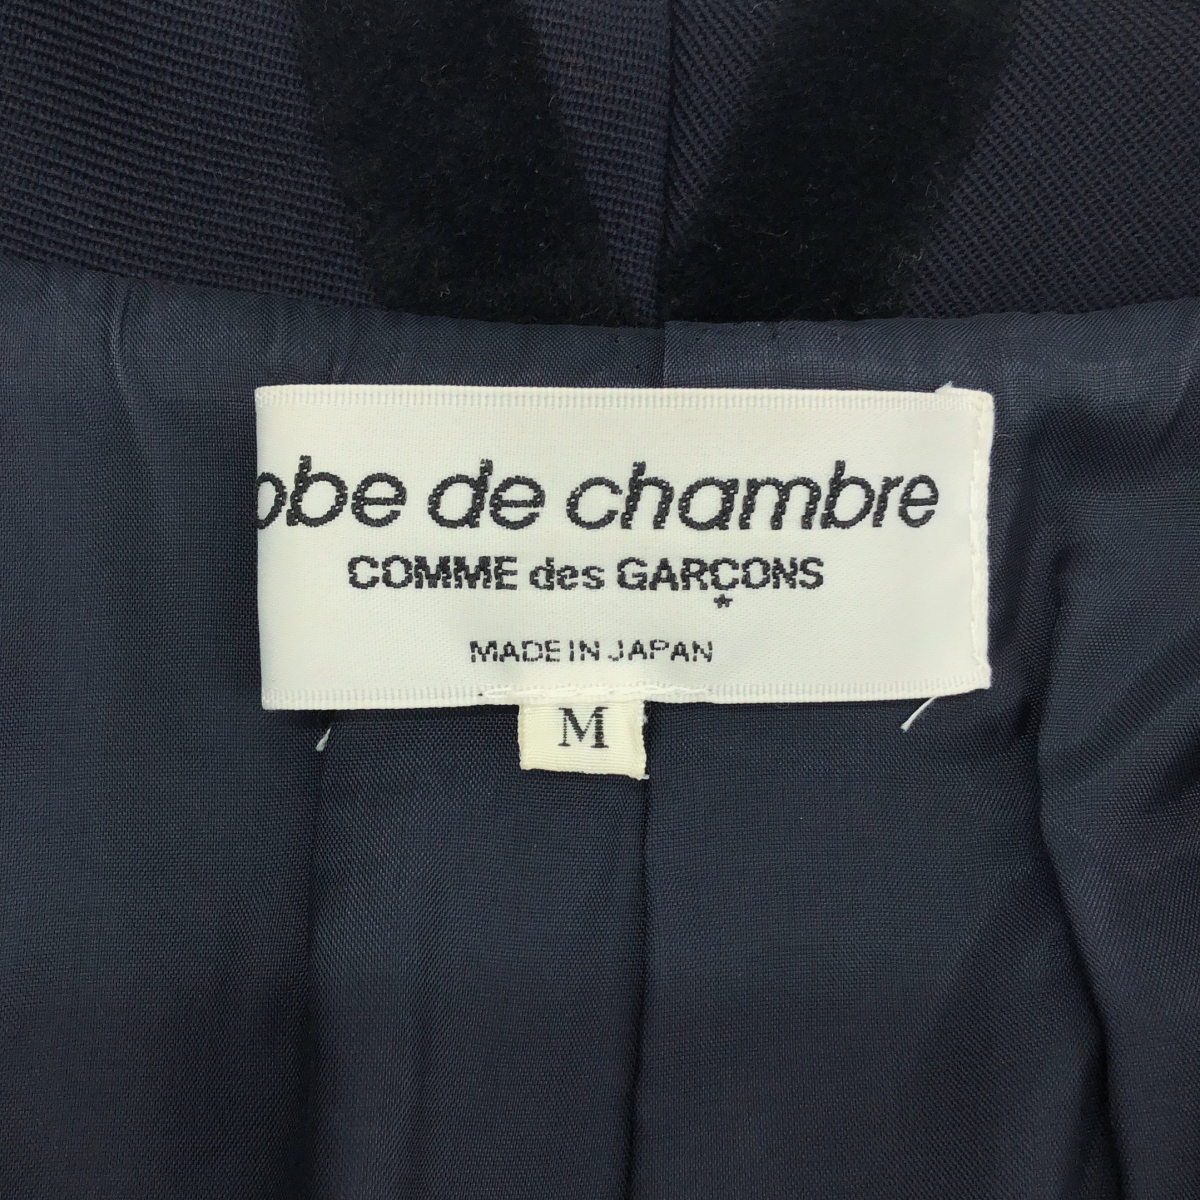 obe de chambre
COMME des GARÇONS
MADE IN JAPAN
M